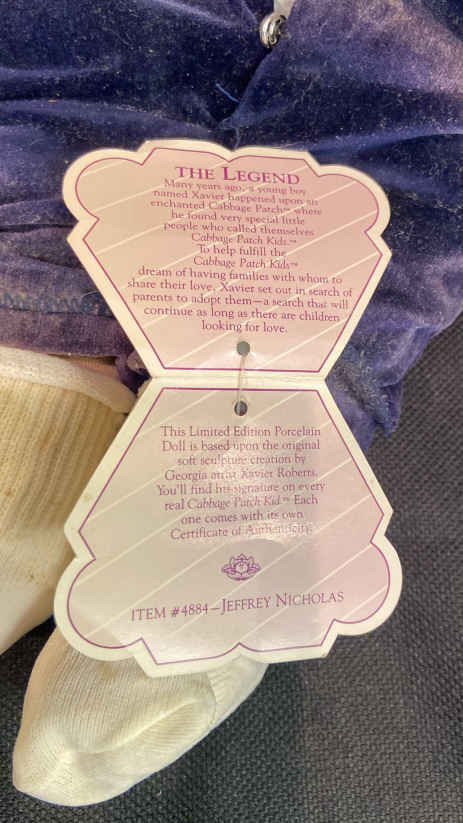 THE LEGEND
Many years ago, a young boy
named Xavier happened upon an
enchanted Cabbage Patch™ where
he found very special little
people who called themselves
Cabbage Patch Kids.™
To help fulfill the
Cabbage Patch Kids™
dream of having families with whom to
share their love, Xavier set out in search of
parents to adopt them—a search that will
continue as long as there are children
looking for love.
This Limited Edition Porcelain
Doll is based upon the original
soft sculpture creation by
Georgia artist Xavier Roberts.
You'll find his signature on every
real Cabbage Patch Kid.™ Each
one comes with its own
Certificate of Authenticity.
ITEM #4884—JEFFREY NICHOLAS